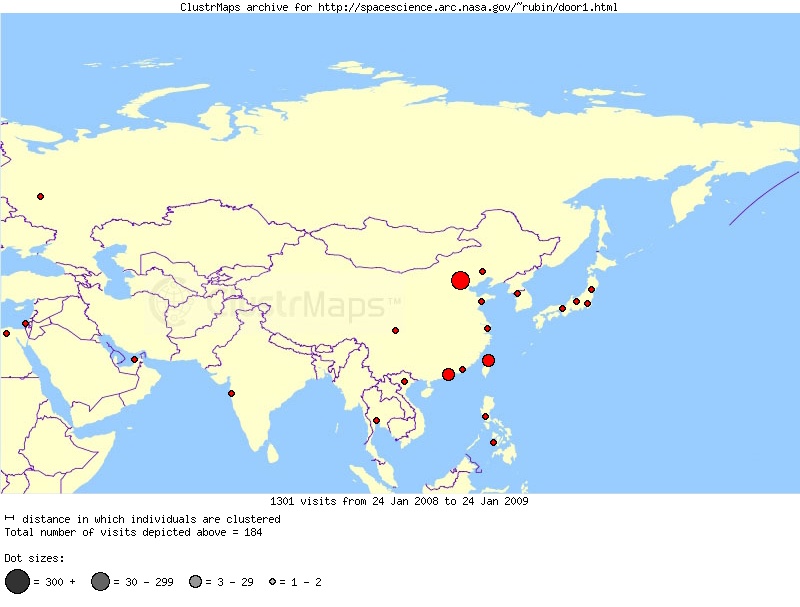 ClustrMaps archive for http://spacescience.arc.nasa.gov/~rubin/door1.html
ClustrMaps™
1301 visits from 24 Jan 2008 to 24 Jan 2009
distance in which individuals are clustered
Total number of visits depicted above = 184
Dot sizes:
= 300 + = 30 - 299 = 3 - 29 = 1 - 2